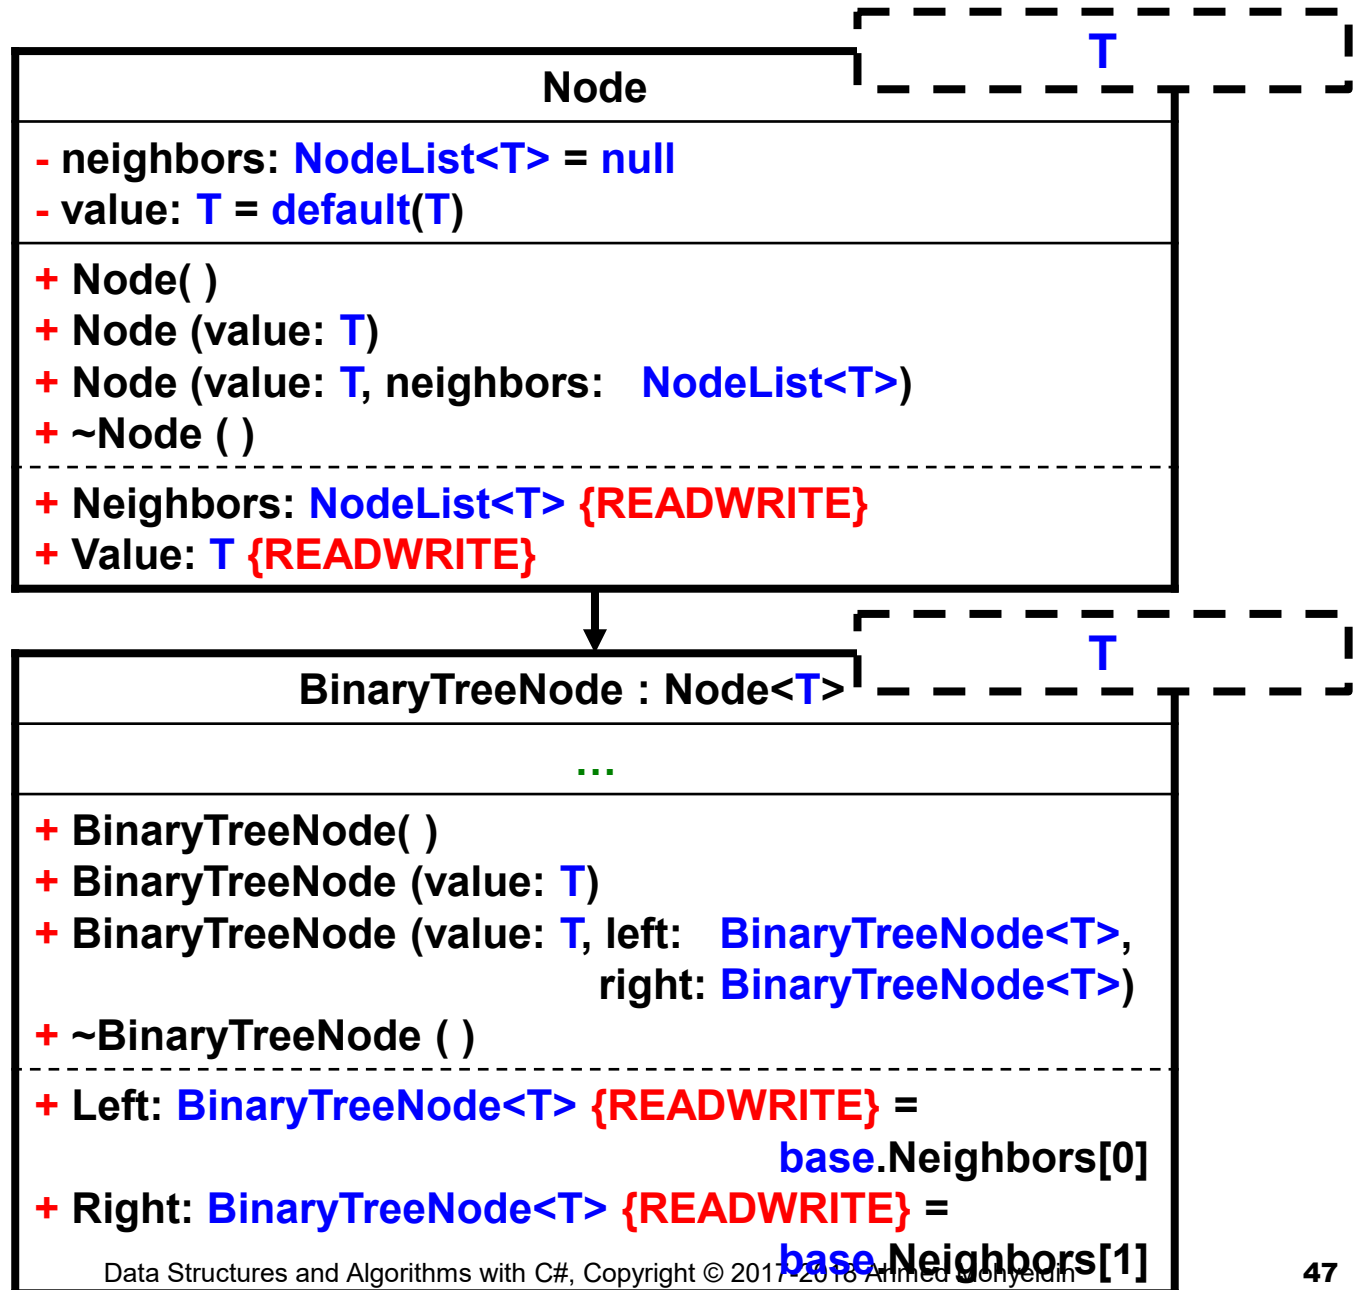 T
Node
- neighbors: NodeList<T> = null
- value: T = default(T)
+ Node( )
+ Node (value: T)
+ Node (value: T, neighbors: NodeList<T>)
+ ~Node ( )
+ Neighbors: NodeList<T> {READWRITE}
+ Value: T {READWRITE}
T
BinaryTreeNode : Node<T>
...
+ BinaryTreeNode( )
+ BinaryTreeNode (value: T)
+ BinaryTreeNode (value: T, left: BinaryTreeNode<T>,
right: BinaryTreeNode<T>)
+ ~BinaryTreeNode ( )
+ Left: BinaryTreeNode<T> {READWRITE} =
base.Neighbors[0]
+ Right: BinaryTreeNode<T> {READWRITE} =
base.Neighbors[1]
Data Structures and Algorithms with C#, Copyright © 2017-2018 Ahmed Mohyeldin
47